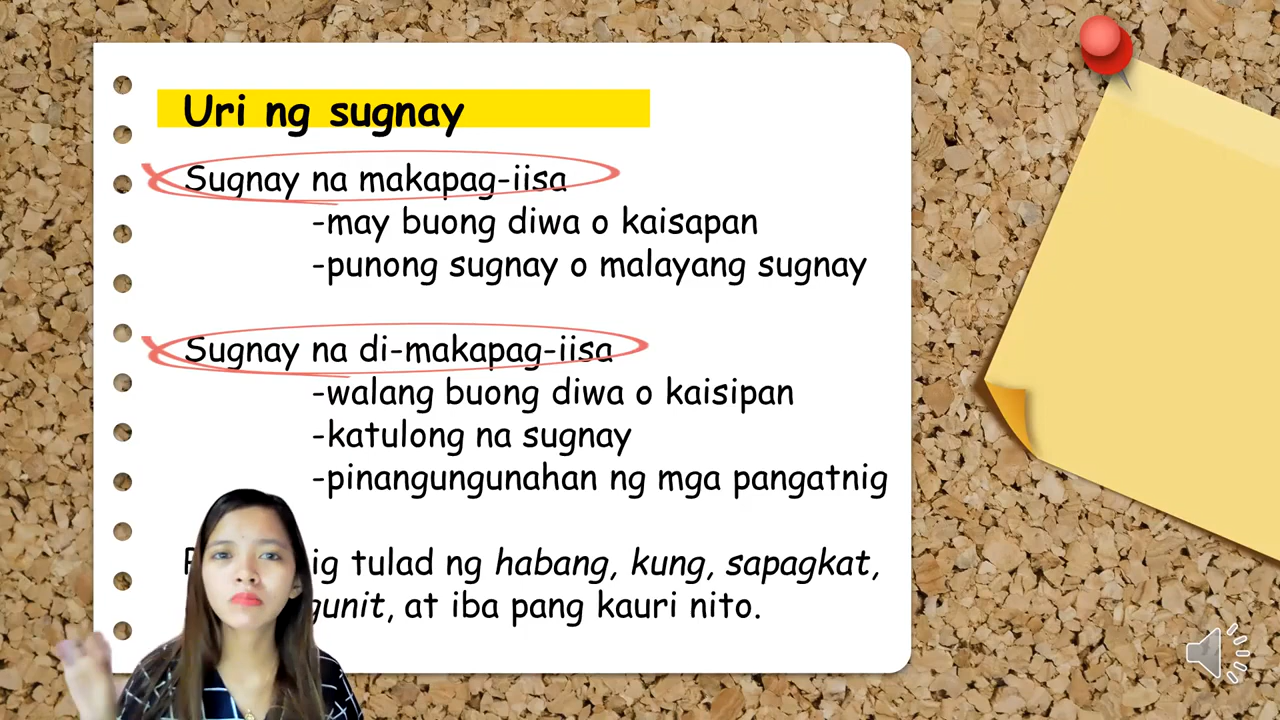 Uri ng sugnay
Sugnay na makapag-iisa
-may buong diwa o kaisapan
-punong sugnay o malayang sugnay
Sugnay na di-makapag-iisa
-walang buong diwa o kaisipan
-katulong na sugnay
-pinangungunahan ng mga pangatnig
tulad ng habang, kung, sapagkat,
at iba pang kauri nito.